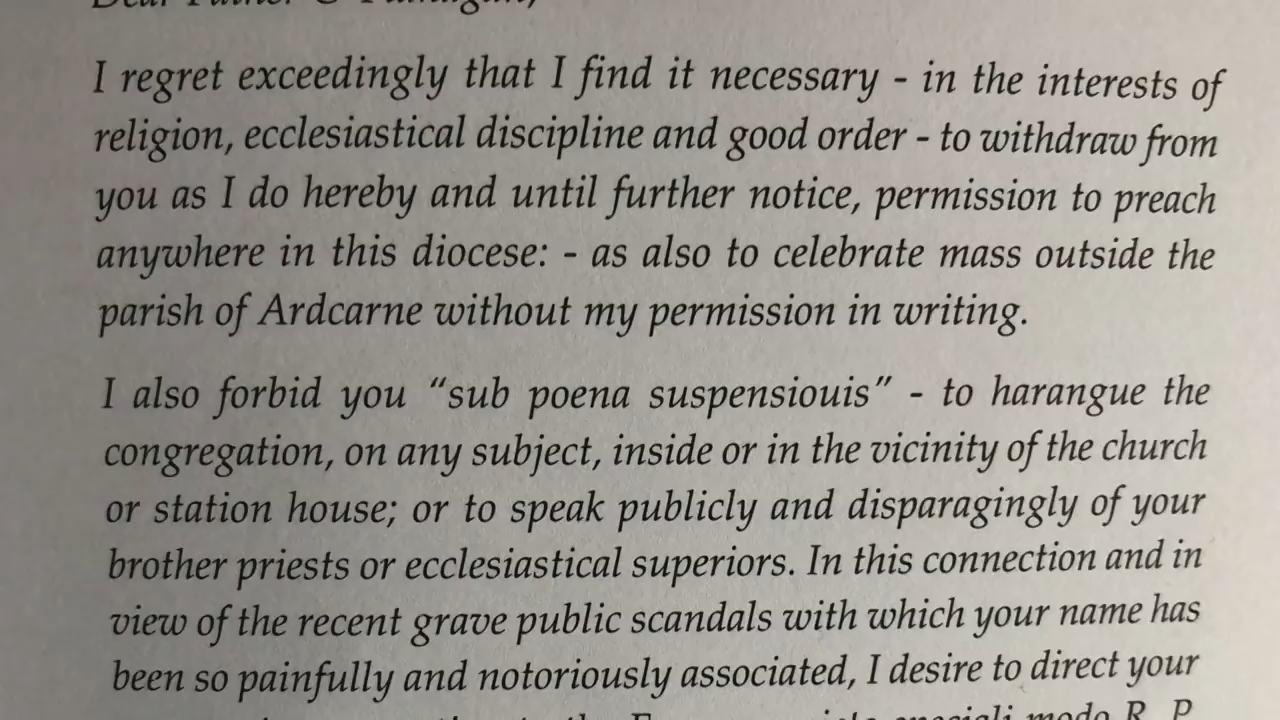 I regret exceedingly that I find it necessary - in the interests of
religion, ecclesiastical discipline and good order - to withdraw from
you as I do hereby and until further notice, permission to preach
anywhere in this diocese: - as also to celebrate mass outside the
parish of Ardcarne without my permission in writing.
I also forbid you “sub poena suspensiouis” - to harangue the
congregation, on any subject, inside or in the vicinity of the church
or station house; or to speak publicly and disparagingly of your
brother priests or ecclesiastical superiors. In this connection and in
view of the recent grave public scandals with which your name has
been so painfully and notoriously associated, I desire to direct your
speciali modo R. P.